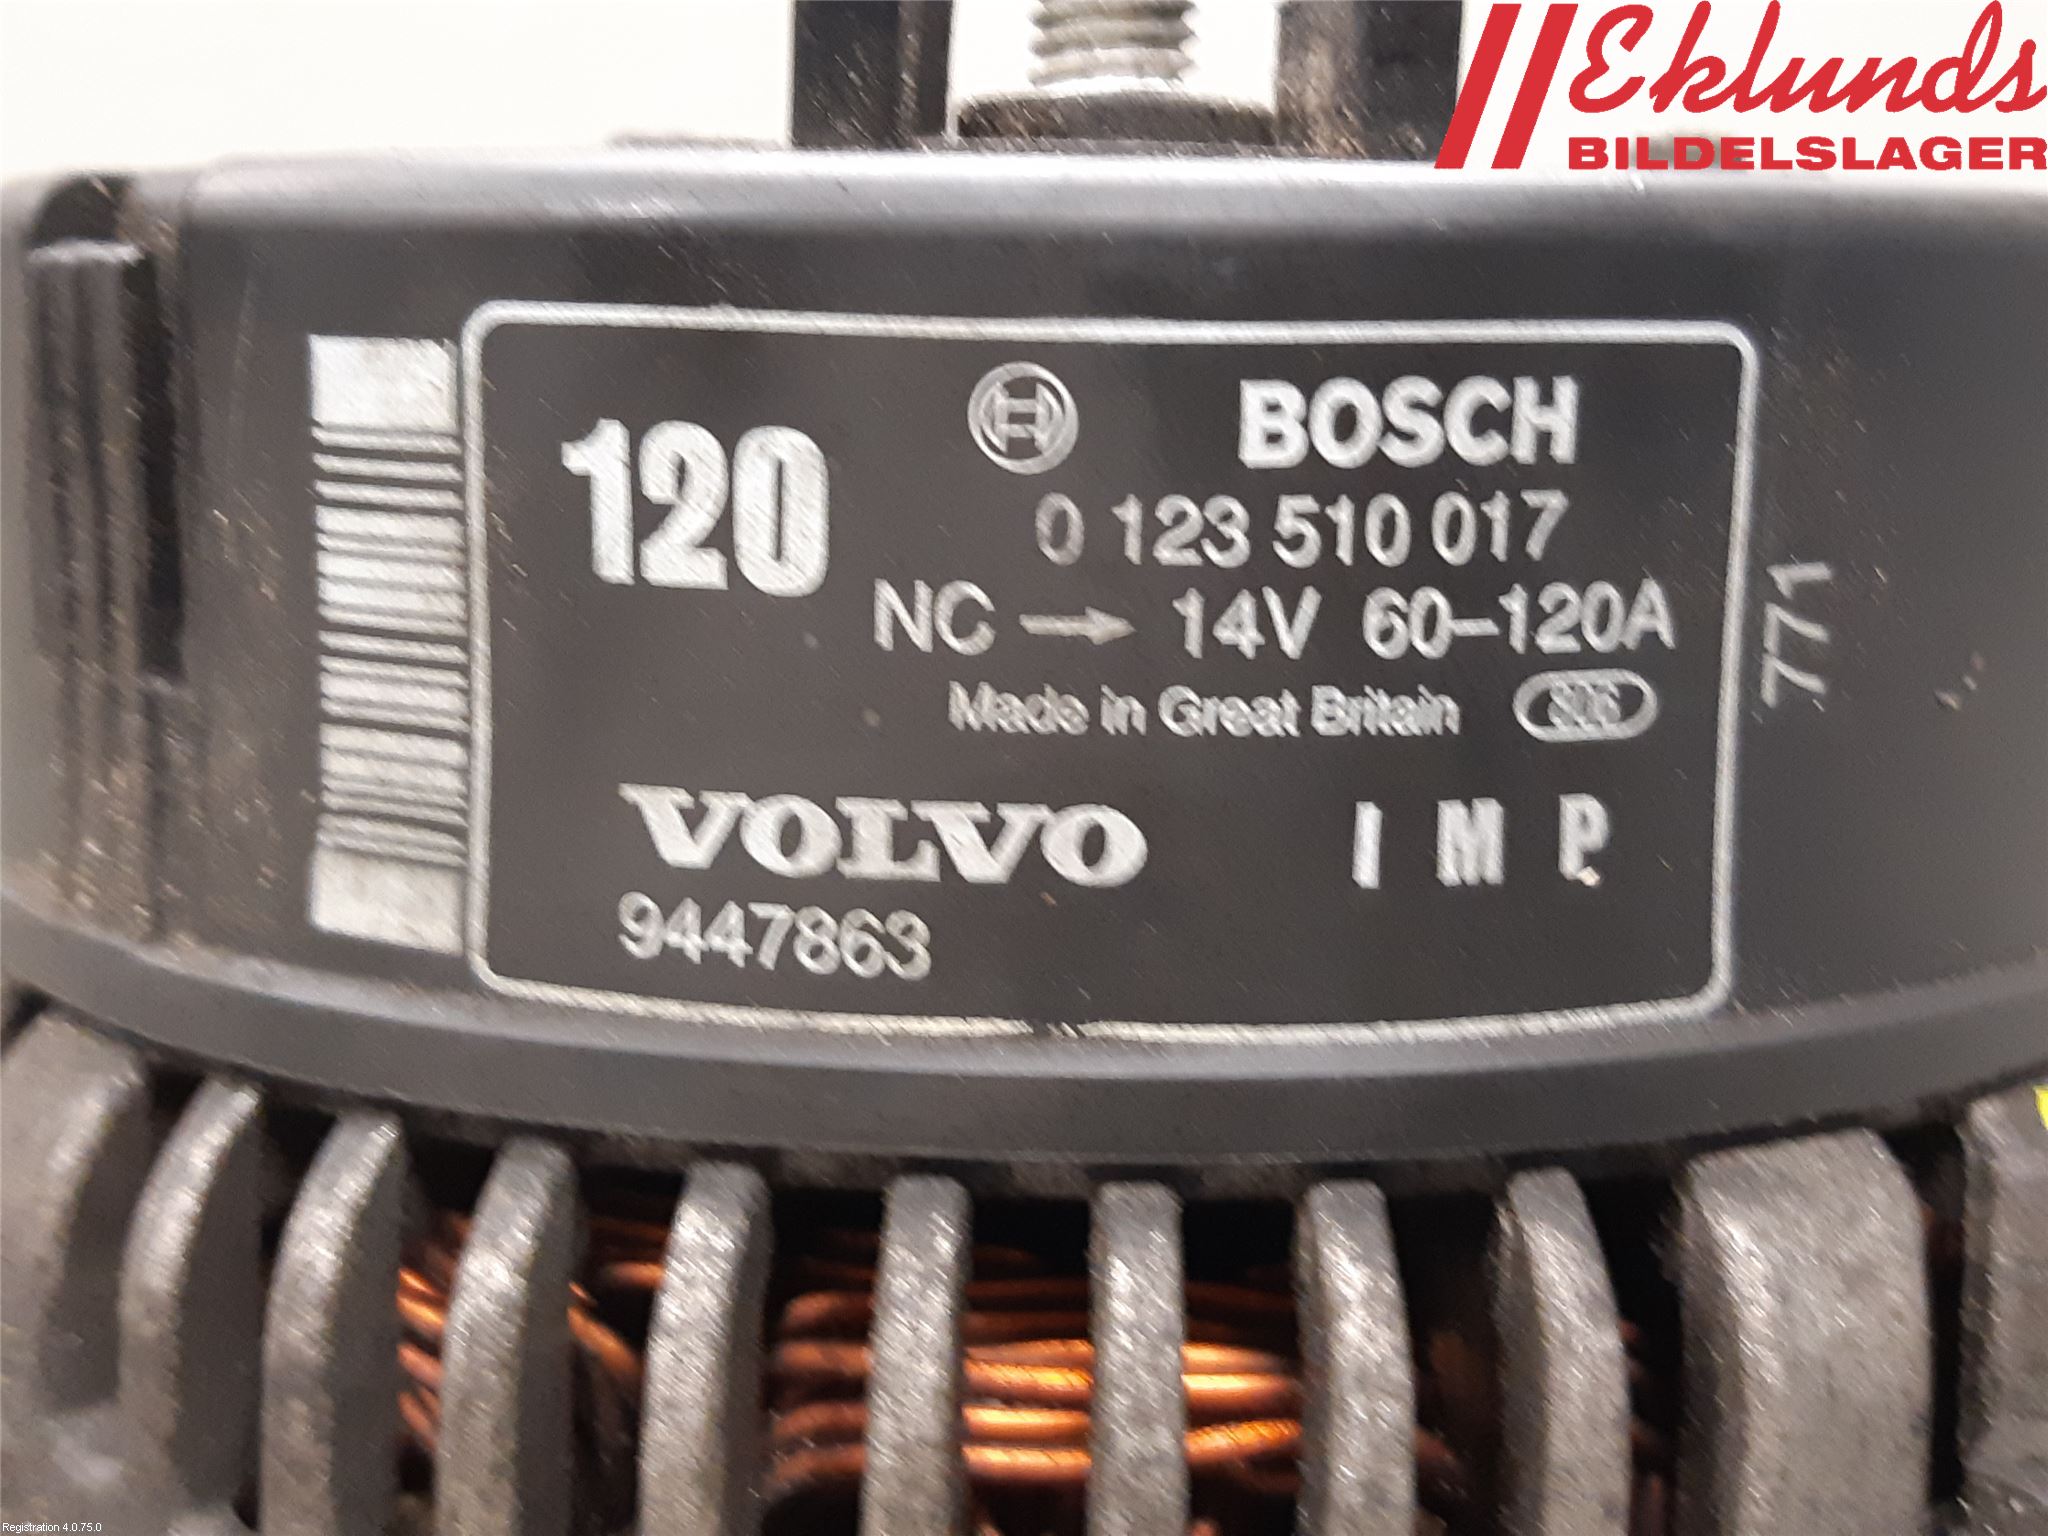 Eklunds
BILDELSLAGER
120
BOSCH
0 123 510 017
NC → 14V 60–120A
Made in Great Britain
771
VOLVO IMP.
9447863
Registration 4.0.75.0